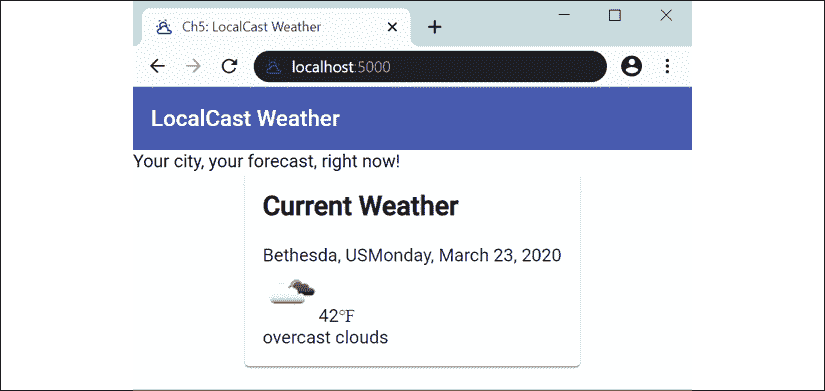 Ch5: LocalCast Weather
localhost:5000
LocalCast Weather
Your city, your forecast, right now!
Current Weather
Bethesda, USMonday, March 23, 2020
42°F
overcast clouds